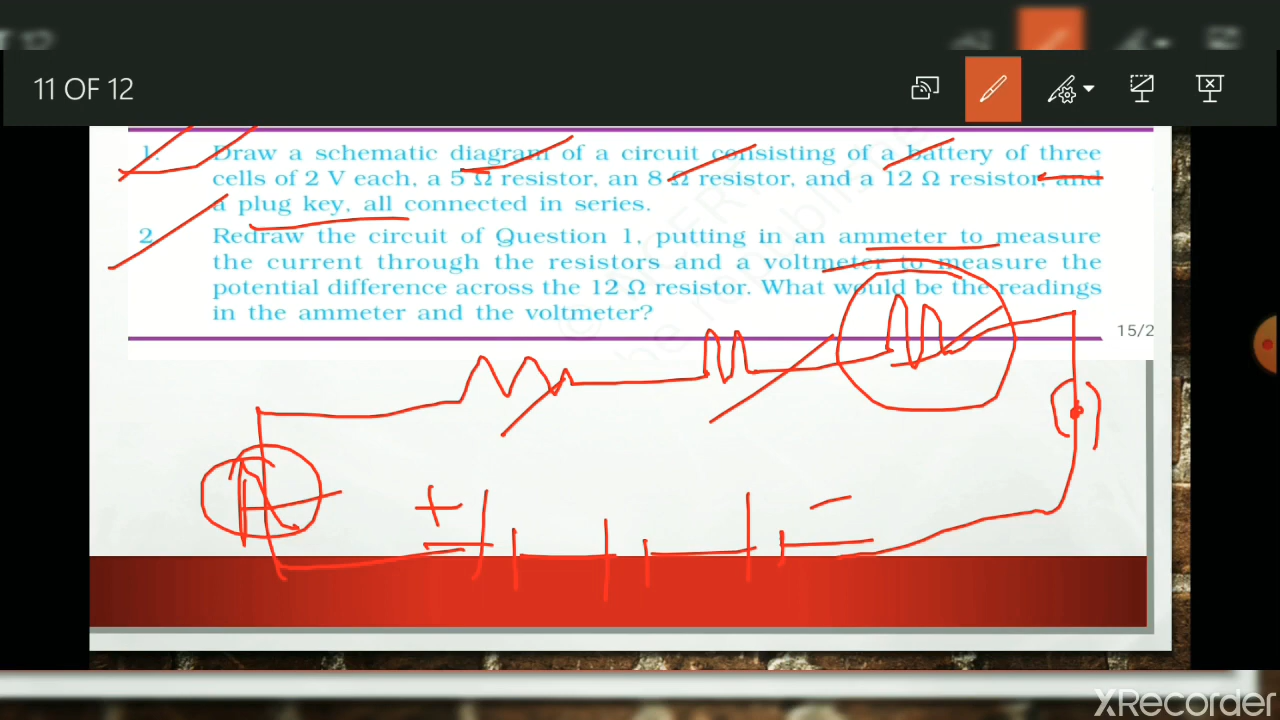 11 OF 12
1. Draw a schematic diagram of a circuit consisting of a battery of three
cells of 2 V each, a 5 Ω resistor, an 8 Ω resistor, and a 12 Ω resistor, and
a plug key, all connected in series.
2. Redraw the circuit of Question 1, putting in an ammeter to measure
the current through the resistors and a voltmeter to measure the
potential difference across the 12 Ω resistor. What would be the readings
in the ammeter and the voltmeter?
15/2
+
−
A
XRecorder